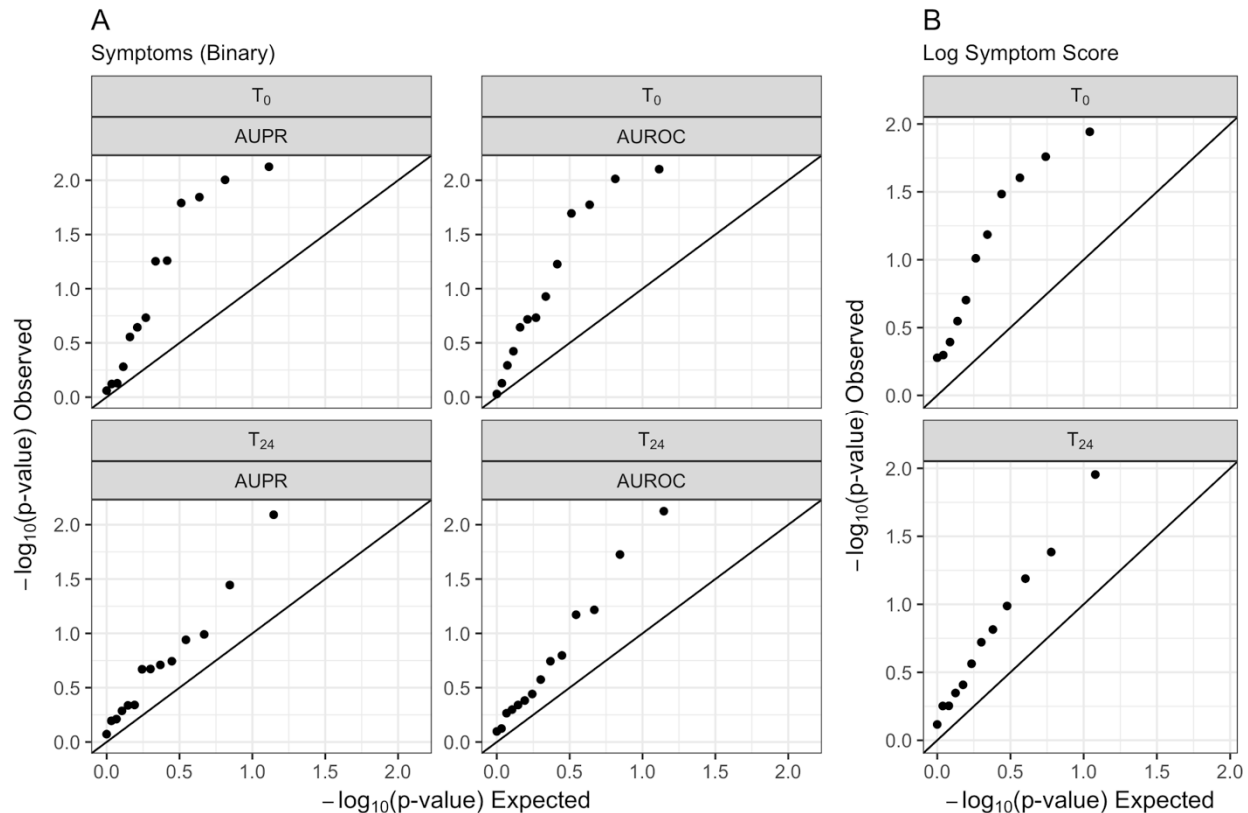 A
Symptoms (Binary)
T₀
AUPR
T₀
AUROC
2.0
1.5
1.0
0.5
0.0
T₂₄
AUPR
T₂₄
AUROC
2.0
1.5
1.0
0.5
0.0
0.0 0.5 1.0 1.5 2.0
0.0 0.5 1.0 1.5 2.0
−log₁₀(p-value) Observed
−log₁₀(p-value) Expected
B
Log Symptom Score
T₀
2.0
1.5
1.0
0.5
0.0
T₂₄
2.0
1.5
1.0
0.5
0.0
0.0 0.5 1.0 1.5 2.0
−log₁₀(p-value) Observed
−log₁₀(p-value) Expected